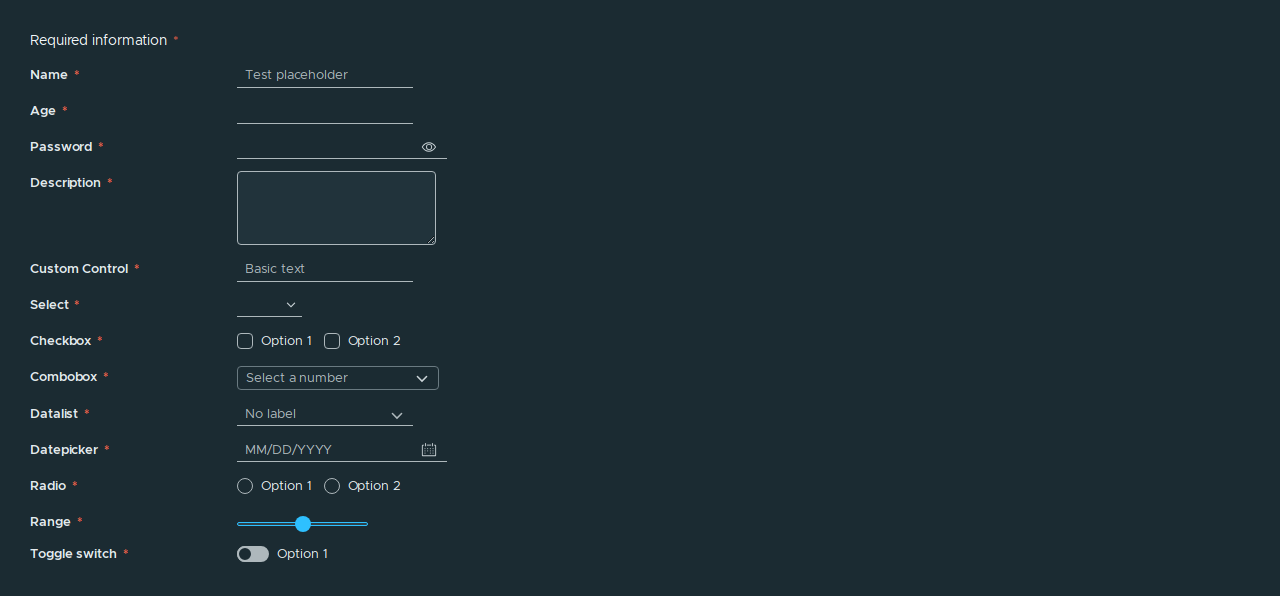 Required information *
Name * Test placeholder
Age *
Password *
Description *
Custom Control * Basic text
Select *
Checkbox * Option 1 Option 2
Combobox * Select a number
Datalist * No label
Datepicker * MM/DD/YYYY
Radio * Option 1 Option 2
Range *
Toggle switch * Option 1